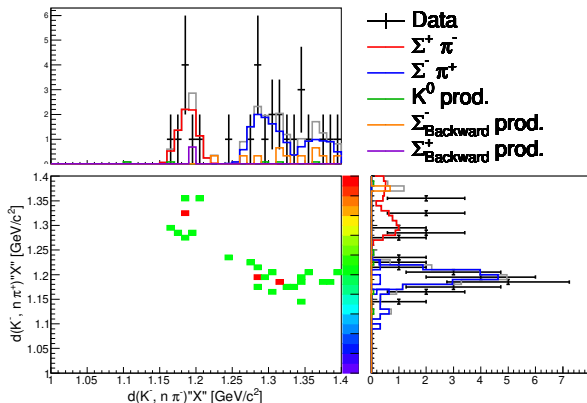 6
5
4
3
2
1
0
Data
Σ⁺ π⁻
Σ⁻ π⁺
K⁰ prod.
Σ⁻Backward prod.
Σ⁺Backward prod.
d(K⁻, n π⁺)"X" [GeV/c²]
1.4
1.35
1.3
1.25
1.2
1.15
1.1
1.05
1
1 1.05 1.1 1.15 1.2 1.25 1.3 1.35 1.4
d(K⁻, n π⁻)"X" [GeV/c²]
0 1 2 3 4 5 6 7